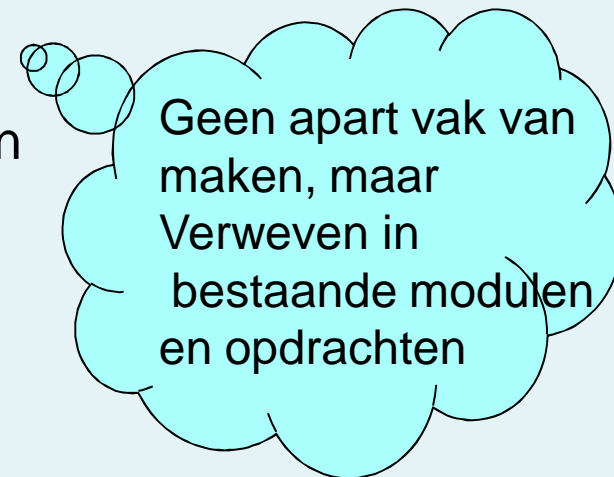 Geen apart vak van
maken, maar
Verweven in
bestaande modulen
en opdrachten